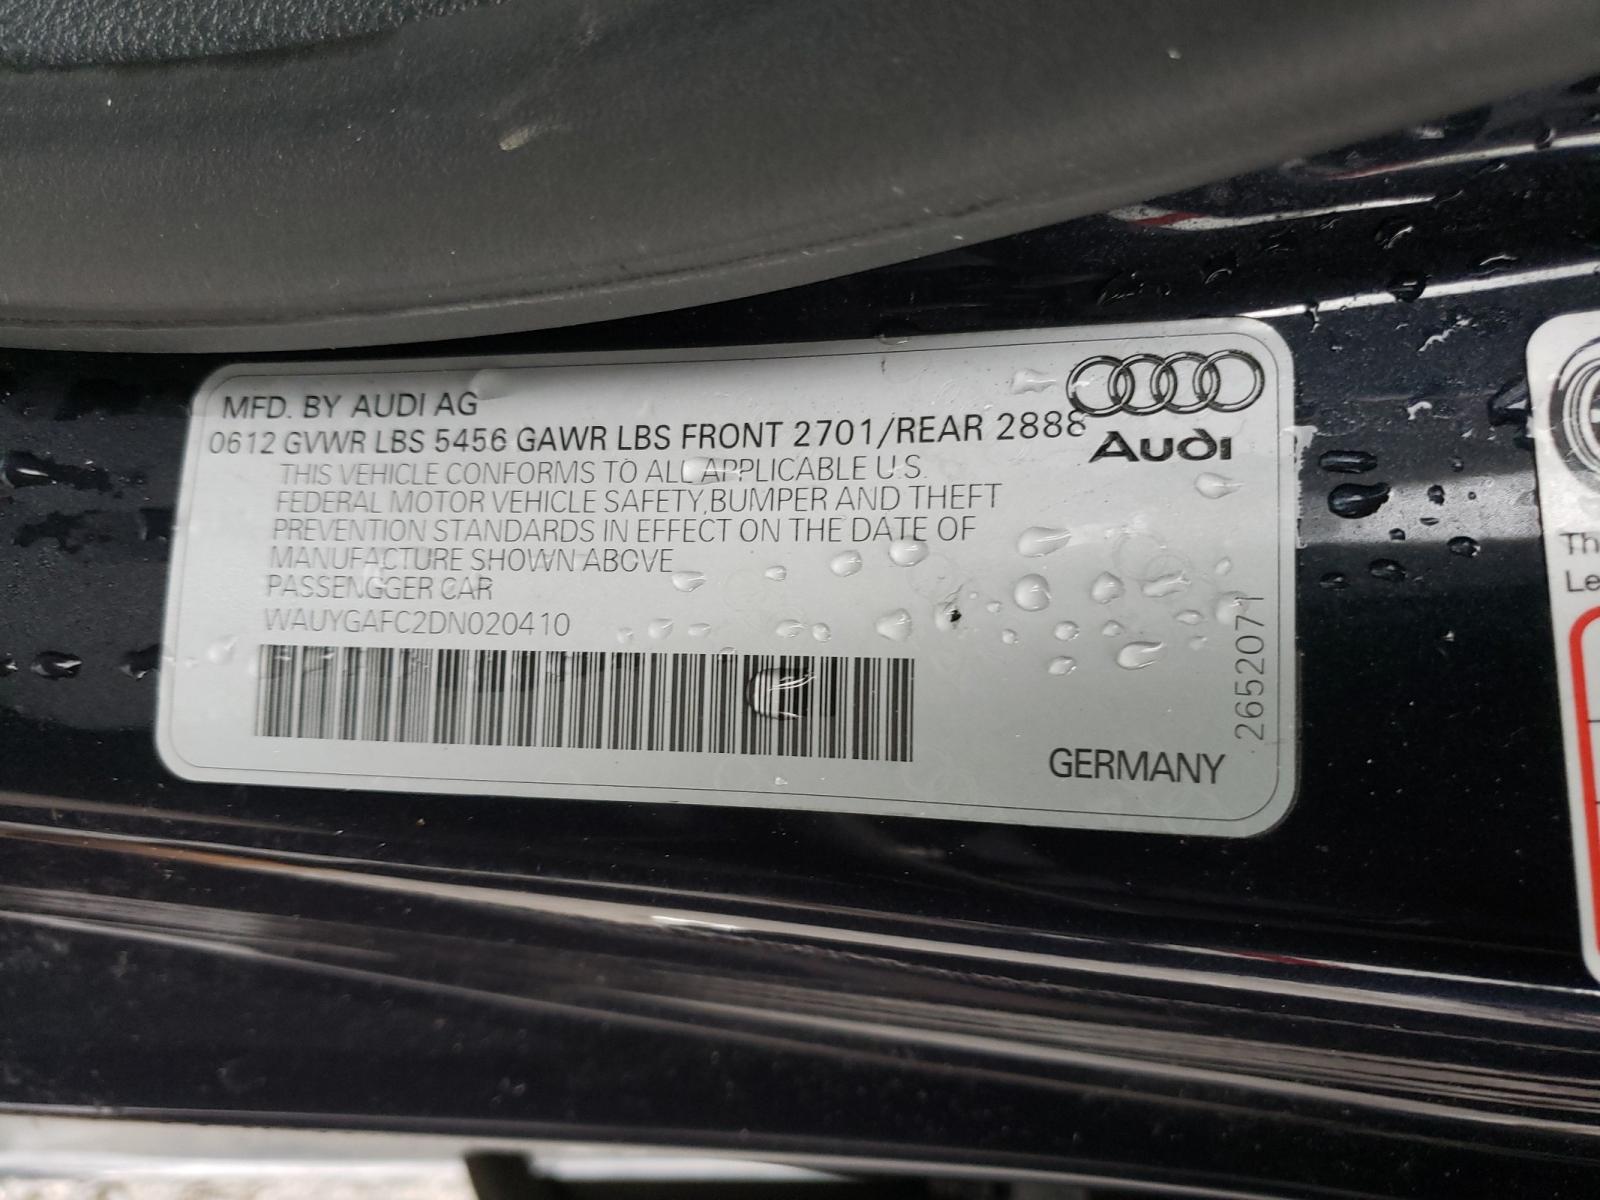 MFD. BY AUDI AG
0612 GVWR LBS 5456 GAWR LBS FRONT 2701/REAR 2888
Audi
THIS VEHICLE CONFORMS TO ALL APPLICABLE U.S.
FEDERAL MOTOR VEHICLE SAFETY, BUMPER AND THEFT
PREVENTION STANDARDS IN EFFECT ON THE DATE OF
MANUFACTURE SHOWN ABOVE
PASSENGGER CAR
WAUYGAFC2DN020410
2652071
GERMANY
Th
Le